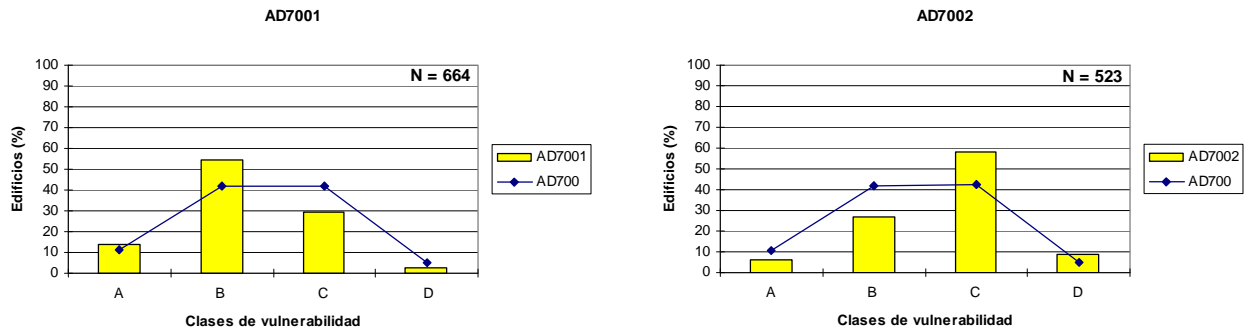 AD7001
N = 664
Edificios (%)
100
90
80
70
60
50
40
30
20
10
0
A B C D
Clases de vulnerabilidad
AD7001
AD700
AD7002
N = 523
Edificios (%)
100
90
80
70
60
50
40
30
20
10
0
A B C D
Clases de vulnerabilidad
AD7002
AD700